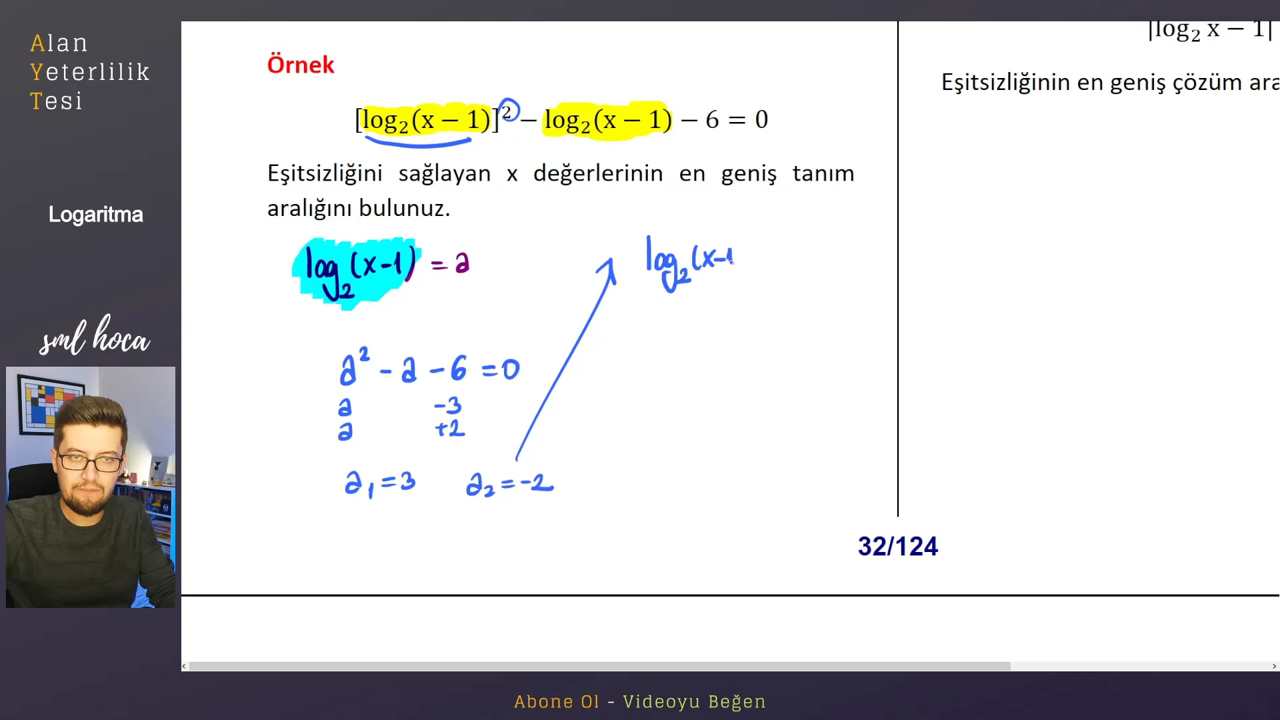 Alan
Yeterlilik
Tesi
Logaritma
sml hoca
Örnek
[log₂(x − 1)]² − log₂(x − 1) − 6 = 0
Eşitsizliğini sağlayan x değerlerinin en geniş tanım
aralığını bulunuz.
log₂(x-1) = a
a² - a - 6 = 0
a -3
a +2
a₁ = 3 a₂ = -2
log₂(x-1
32/124
|log₂ x − 1|
Eşitsizliğinin en geniş çözüm ara
Abone Ol - Videoyu Beğen